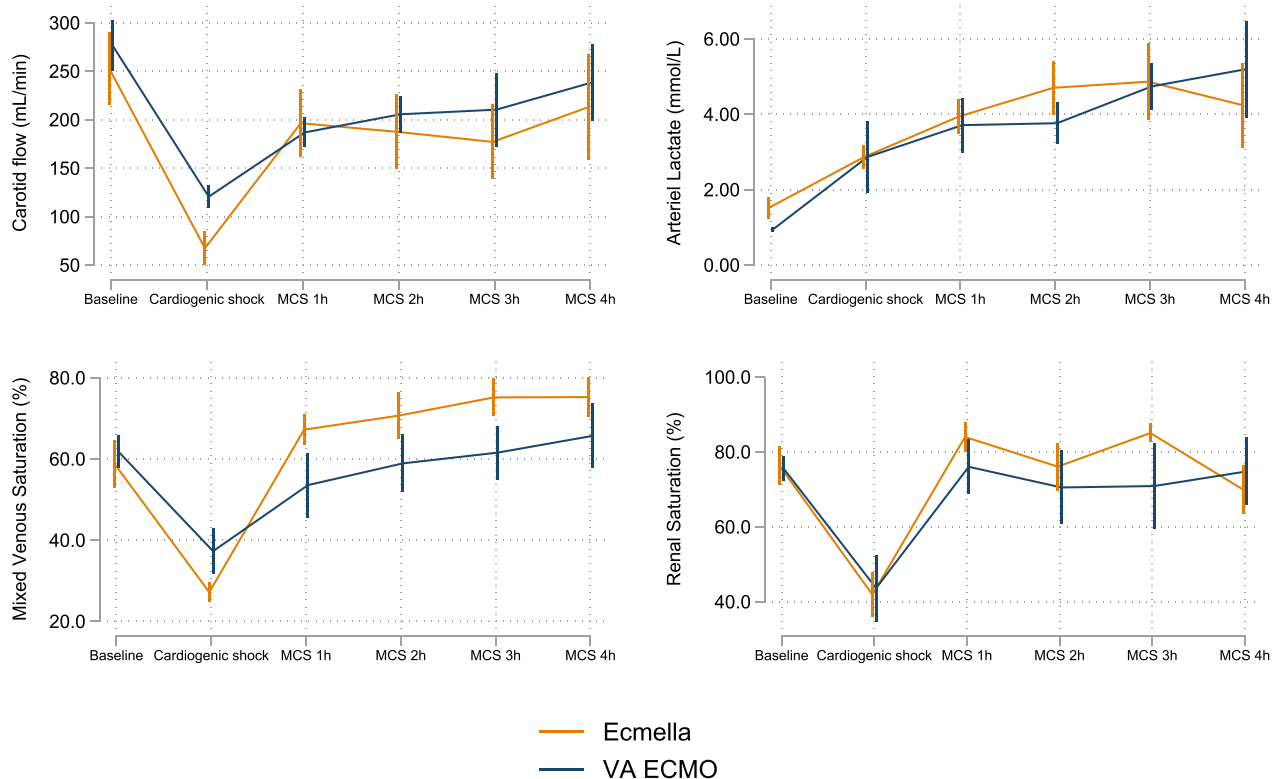 Carotid flow (mL/min)
300
250
200
150
100
50
Baseline Cardiogenic shock MCS 1h MCS 2h MCS 3h MCS 4h
Arteriel Lactate (mmol/L)
6.00
4.00
2.00
0.00
Baseline Cardiogenic shock MCS 1h MCS 2h MCS 3h MCS 4h
Mixed Venous Saturation (%)
80.0
60.0
40.0
20.0
Baseline Cardiogenic shock MCS 1h MCS 2h MCS 3h MCS 4h
Renal Saturation (%)
100.0
80.0
60.0
40.0
Baseline Cardiogenic shock MCS 1h MCS 2h MCS 3h MCS 4h
Ecmella
VA ECMO